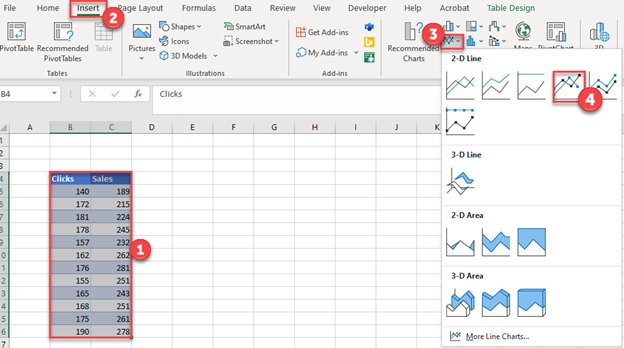 File Home Insert Page Layout Formulas Data Review View Developer Help Acrobat Table Design
2
3
PivotTable Recommended PivotTables Table
Tables
Pictures
Shapes
Icons
3D Models
SmartArt
Screenshot
Illustrations
Get Add-ins
My Add-ins
Add-ins
Recommended Charts
Maps PivotChart 3D
B4
Clicks
A B C D E F G H I J K
Clicks Sales
140 189
172 215
181 224
178 245
157 232
162 262
176 281
155 251
165 243
168 251
175 261
190 278
1
2-D Line
4
3-D Line
2-D Area
3-D Area
More Line Charts...